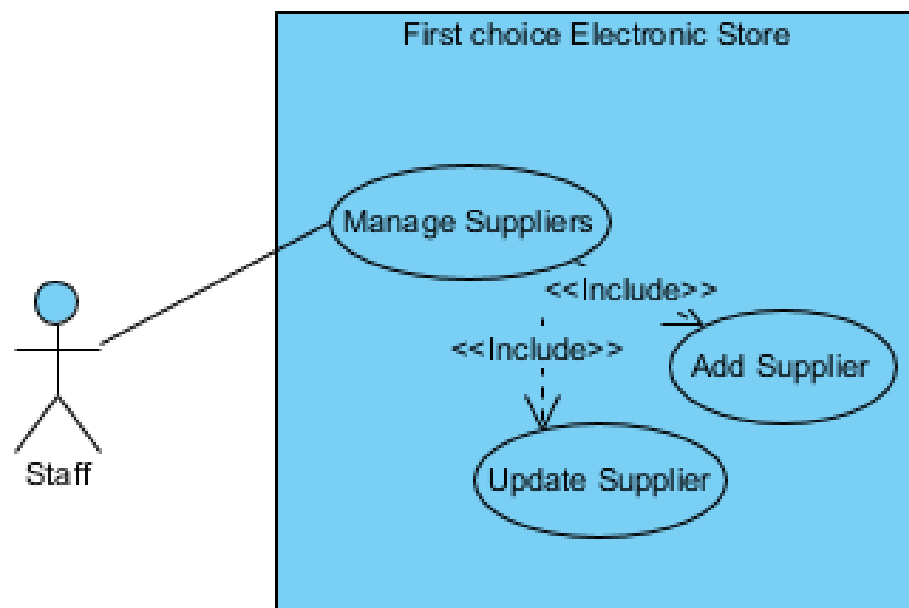 First choice Electronic Store
Manage Suppliers
<<Include>>
<<Include>>
Add Supplier
Staff
Update Supplier